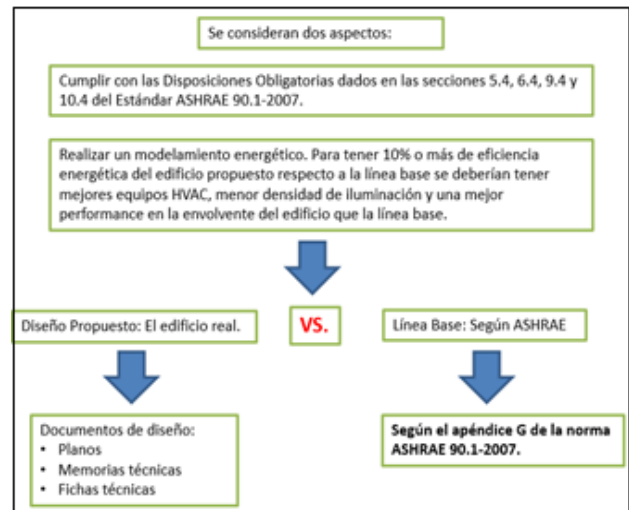 Se consideran dos aspectos:
Cumplir con las Disposiciones Obligatorias dados en las secciones 5.4, 6.4, 9.4 y
10.4 del Estándar ASHRAE 90.1-2007.
Realizar un modelamiento energético. Para tener 10% o más de eficiencia
energética del edificio propuesto respecto a la línea base se deberían tener
mejores equipos HVAC, menor densidad de iluminación y una mejor
performance en la envolvente del edificio que la línea base.
Diseño Propuesto: El edificio real.
VS.
Línea Base: Según ASHRAE
Documentos de diseño:
• Planos
• Memorias técnicas
• Fichas técnicas
Según el apéndice G de la norma
ASHRAE 90.1-2007.